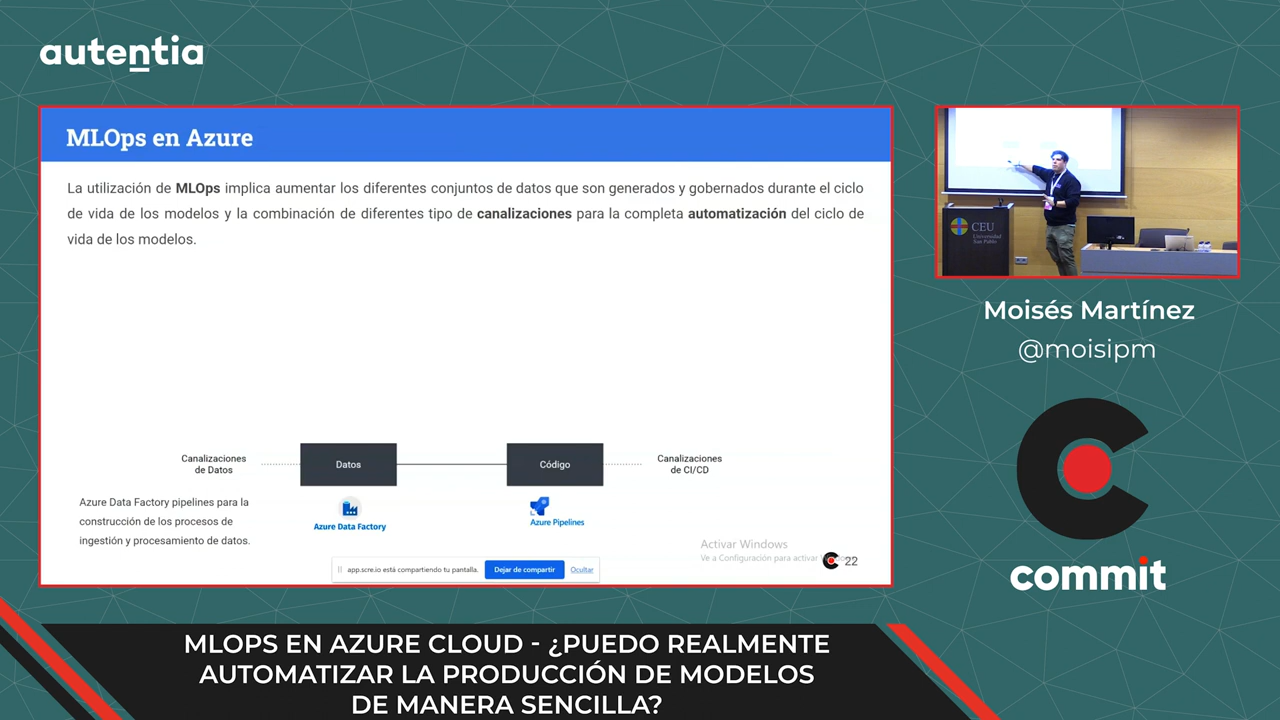 autentia
MLOps en Azure
La utilización de MLOps implica aumentar los diferentes conjuntos de datos que son generados y gobernados durante el ciclo
de vida de los modelos y la combinación de diferentes tipo de canalizaciones para la completa automatización del ciclo de
vida de los modelos.
Canalizaciones
de Datos
Datos
Código
Canalizaciones
de CI/CD
Azure Data Factory pipelines para la
construcción de los procesos de
ingestión y procesamiento de datos.
Azure Data Factory
Azure Pipelines
Activar Windows
Ve a Configuración para activar
22
app.scre.io está compartiendo tu pantalla.
Dejar de compartir
Ocultar
CEU
Universidad
San Pablo
Moisés Martínez
@moisipm
commit
MLOPS EN AZURE CLOUD - ¿PUEDO REALMENTE
AUTOMATIZAR LA PRODUCCIÓN DE MODELOS
DE MANERA SENCILLA?